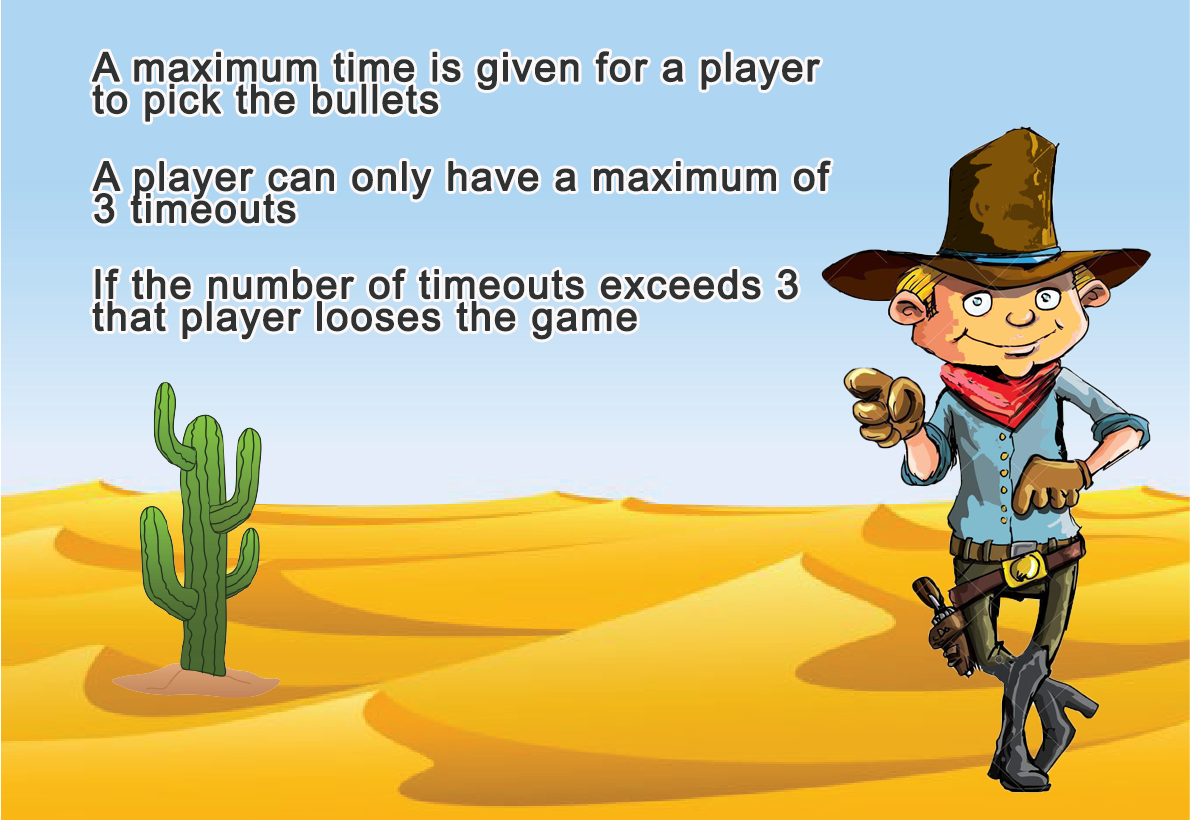 A maximum time is given for a player
to pick the bullets
A player can only have a maximum of
3 timeouts
If the number of timeouts exceeds 3
that player looses the game